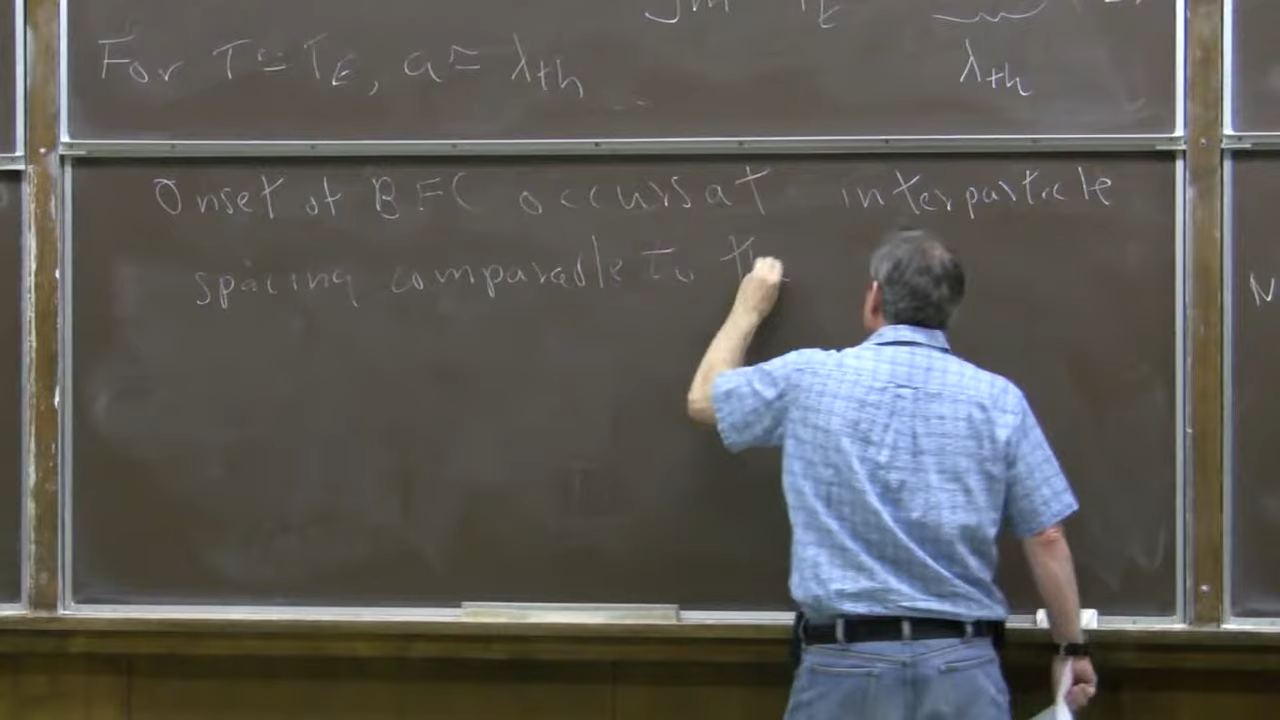 For T ≅ T_E, a ≅ λ_th
λ_th
Onset of BEC occurs at interparticle
spacing comparable to th
N